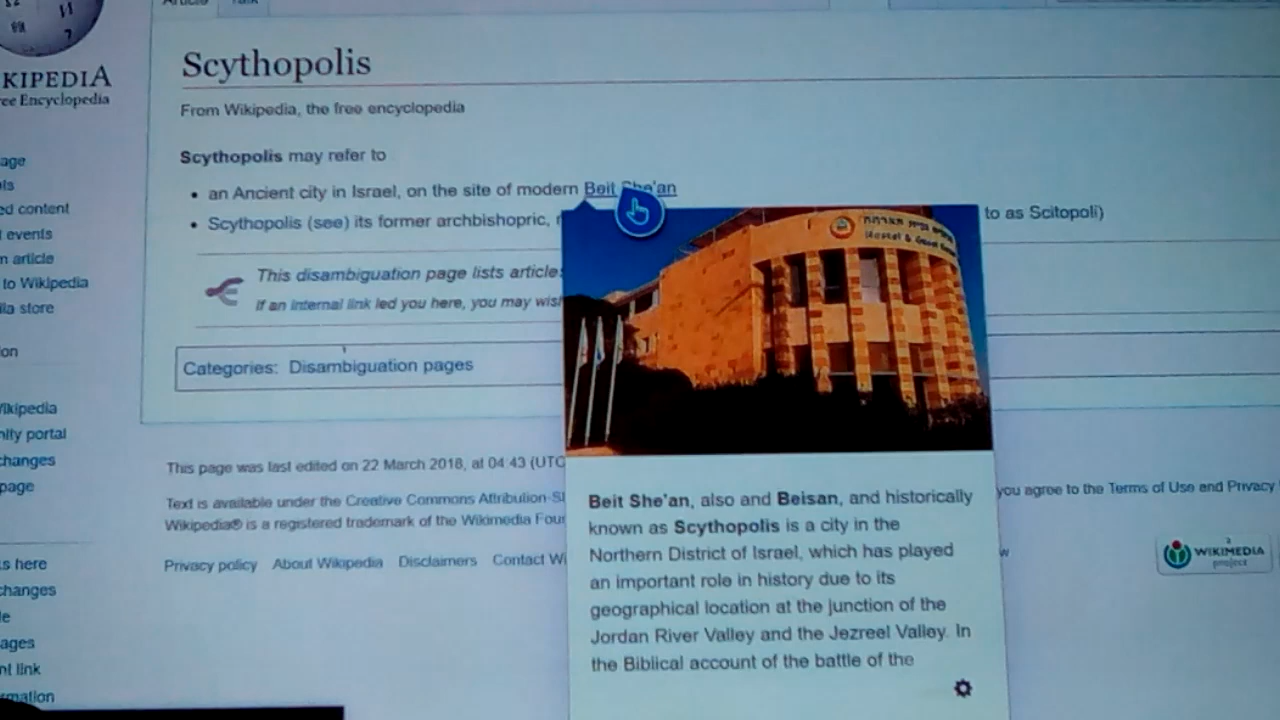 Article Talk
KIPEDIA
ee Encyclopedia
Scythopolis
From Wikipedia, the free encyclopedia
Scythopolis may refer to
• an Ancient city in Israel, on the site of modern Beit She'an
• Scythopolis (see) its former archbishopric,
to as Scitopoli)
This disambiguation page lists article
If an internal link led you here, you may wis
Categories: Disambiguation pages
This page was last edited on 22 March 2018, at 04:43 (UTC
Text is available under the Creative Commons Attribution-S
you agree to the Terms of Use and Privacy
Wikipedia® is a registered trademark of the Wikimedia Fou
Privacy policy About Wikipedia Disclaimers Contact Wi
w
a
WIKIMEDIA
project
age
ed content
events
n article
to Wikipedia
ia store
on
ikipedia
nity portal
changes
page
s here
changes
le
ages
nt link
rmation
Hostel & Guest
Beit She'an, also and Beisan, and historically
known as Scythopolis is a city in the
Northern District of Israel, which has played
an important role in history due to its
geographical location at the junction of the
Jordan River Valley and the Jezreel Valley. In
the Biblical account of the battle of the